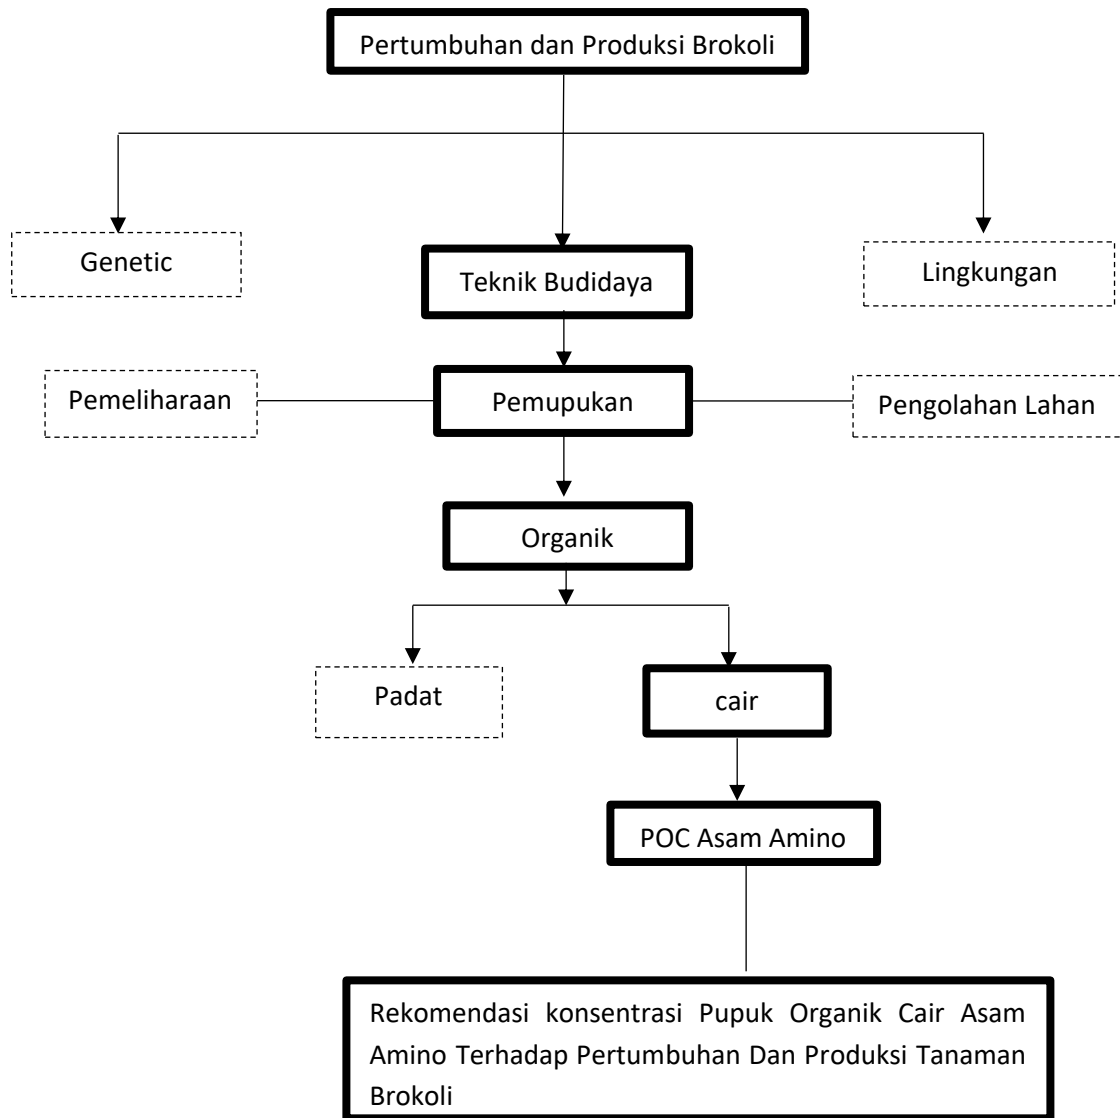 Pertumbuhan dan Produksi Brokoli
Genetic
Teknik Budidaya
Lingkungan
Pemeliharaan
Pemupukan
Pengolahan Lahan
Organik
Padat
cair
POC Asam Amino
Rekomendasi konsentrasi Pupuk Organik Cair Asam
Amino Terhadap Pertumbuhan Dan Produksi Tanaman
Brokoli